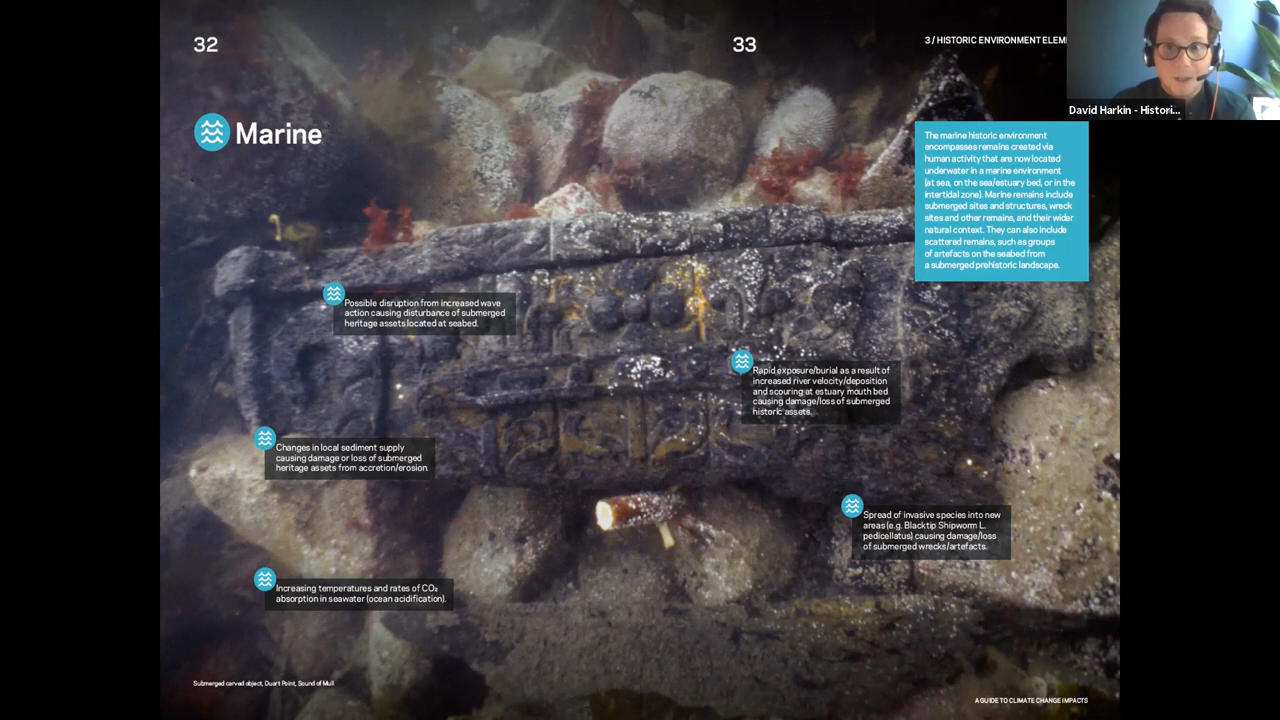 32
33
3 / HISTORIC ENVIRONMENT
David Harkin - Histori...
Marine
The marine historic environment
encompasses remains created via
human activity that are now located
underwater in a marine environment
(at sea, on the sea/estuary bed, or in the
intertidal zone). Marine remains include
submerged sites and structures, wreck
sites and other remains, and their wider
natural context. They can also include
scattered remains, such as groups
of artefacts on the seabed from
a submerged prehistoric landscape.
Possible disruption from increased wave
action causing disturbance of submerged
heritage assets located at seabed.
Rapid exposure/burial as a result of
increased river velocity/deposition
and scouring at estuary mouth bed
causing damage/loss of submerged
historic assets.
Changes in local sediment supply
causing damage or loss of submerged
heritage assets from accretion/erosion.
Spread of invasive species into new
areas (e.g. Blacktip Shipworm L.
pedicellatus) causing damage/loss
of submerged wrecks/artefacts.
Increasing temperatures and rates of CO₂
absorption in seawater (ocean acidification).
Submerged carved object, Duart Point, Sound of Mull
A GUIDE TO CLIMATE CHANGE IMPACTS